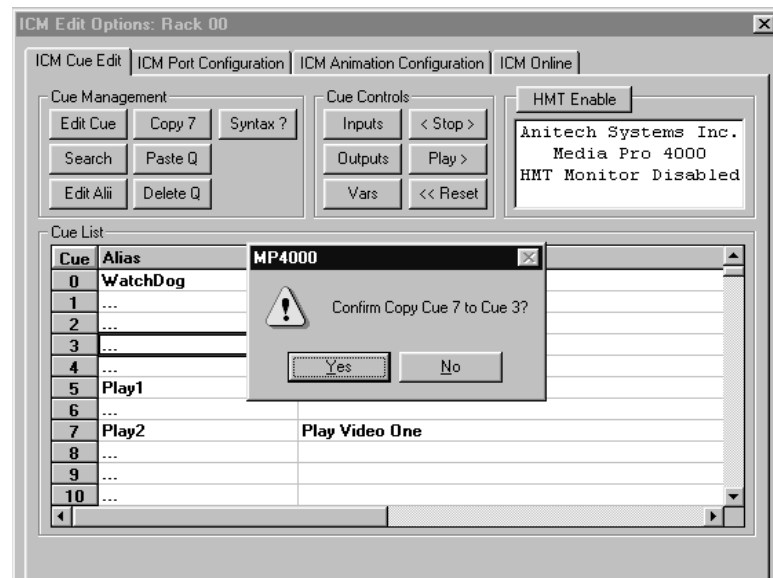 ICM Edit Options: Rack 00
ICM Cue Edit ICM Port Configuration ICM Animation Configuration ICM Online
Cue Management Cue Controls HMT Enable
Edit Cue Copy 7 Syntax ? Inputs < Stop >
Search Paste Q Outputs Play >
Edit Alii Delete Q Vars << Reset
Anitech Systems Inc.
Media Pro 4000
HMT Monitor Disabled
Cue List
Cue Alias
0 WatchDog
1 ...
2 ...
3 ...
4 ...
5 Play1
6 ...
7 Play2 Play Video One
8 ...
9 ...
10 ...
MP4000
Confirm Copy Cue 7 to Cue 3?
Yes No